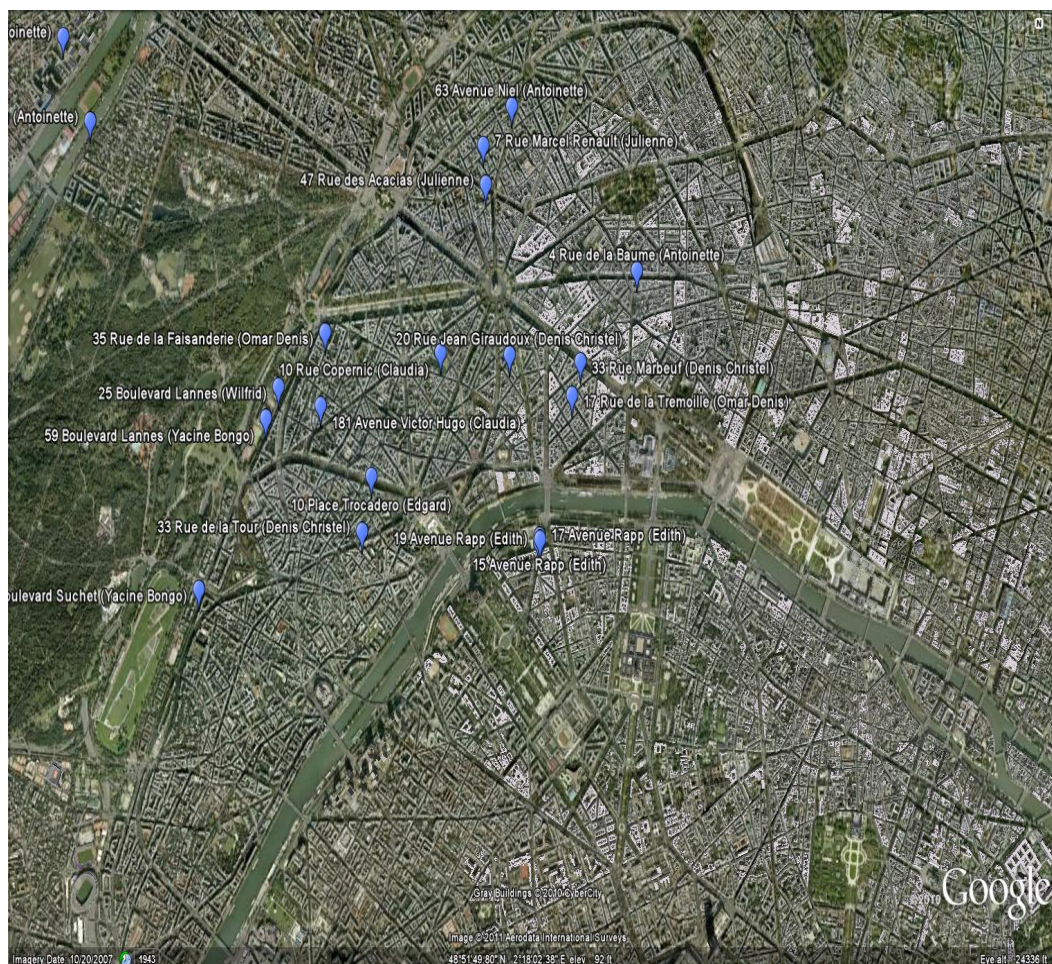 N
oinette)
63 Avenue Niel (Antoinette)
(Antoinette)
7 Rue Marcel Renault (Julienne)
47 Rue des Acacias (Julienne)
4 Rue de la Baume (Antoinette)
35 Rue de la Faisanderie (Omar Denis)
20 Rue Jean Giraudoux (Denis Christel)
10 Rue Copernic (Claudia)
33 Rue Marbeuf (Denis Christel)
25 Boulevard Lannes (Wilfrid)
17 Rue de la Tremoille (Omar Denis)
181 Avenue Victor Hugo (Claudia)
59 Boulevard Lannes (Yacine Bongo)
10 Place Trocadero (Edgard)
33 Rue de la Tour (Denis Christel)
19 Avenue Rapp (Edith)
17 Avenue Rapp (Edith)
15 Avenue Rapp (Edith)
oulevard Suchet (Yacine Bongo)
Gray Buildings © 2010 CyberCity
Google
©2010
Image © 2011 Aerodata International Surveys
Imagery Date: 10/20/2007 1943 48°51'49.80" N 2°18'02.38" E elev 92 ft Eye alt 24336 ft